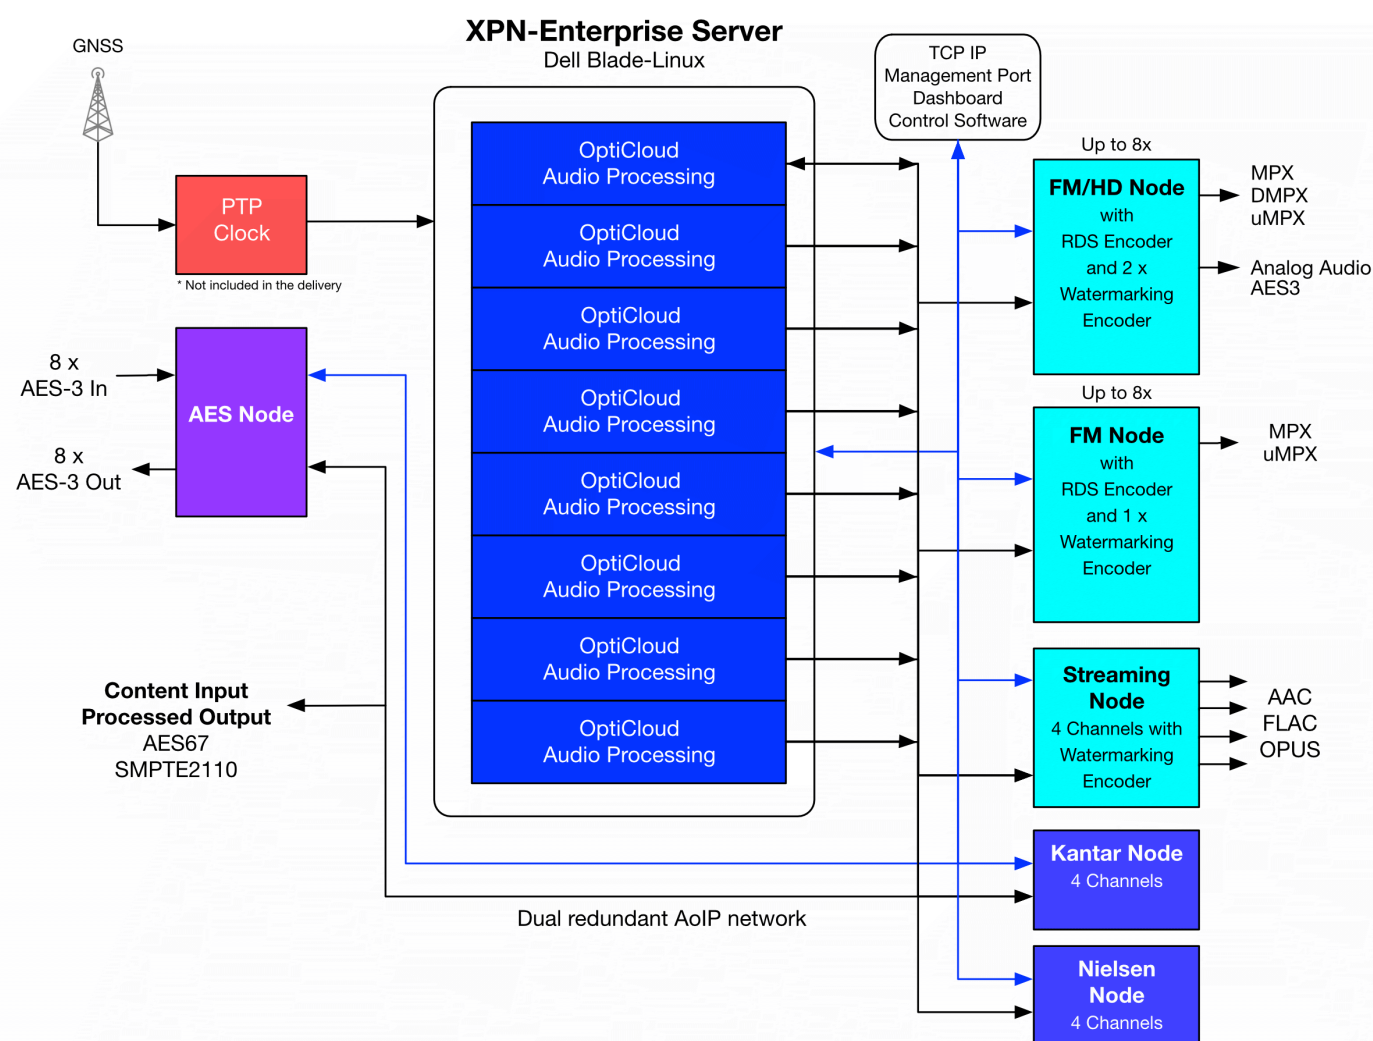 XPN-Enterprise Server
Dell Blade-Linux
GNSS
PTP
Clock
* Not included in the delivery
8 x
AES-3 In
8 x
AES-3 Out
AES Node
Content Input
Processed Output
AES67
SMPTE2110
OptiCloud
Audio Processing
OptiCloud
Audio Processing
OptiCloud
Audio Processing
OptiCloud
Audio Processing
OptiCloud
Audio Processing
OptiCloud
Audio Processing
OptiCloud
Audio Processing
OptiCloud
Audio Processing
Dual redundant AoIP network
TCP IP
Management Port
Dashboard
Control Software
Up to 8x
FM/HD Node
with
RDS Encoder
and 2 x
Watermarking
Encoder
MPX
DMPX
uMPX
Analog Audio
AES3
Up to 8x
FM Node
with
RDS Encoder
and 1 x
Watermarking
Encoder
MPX
uMPX
Streaming
Node
4 Channels with
Watermarking
Encoder
AAC
FLAC
OPUS
Kantar Node
4 Channels
Nielsen
Node
4 Channels